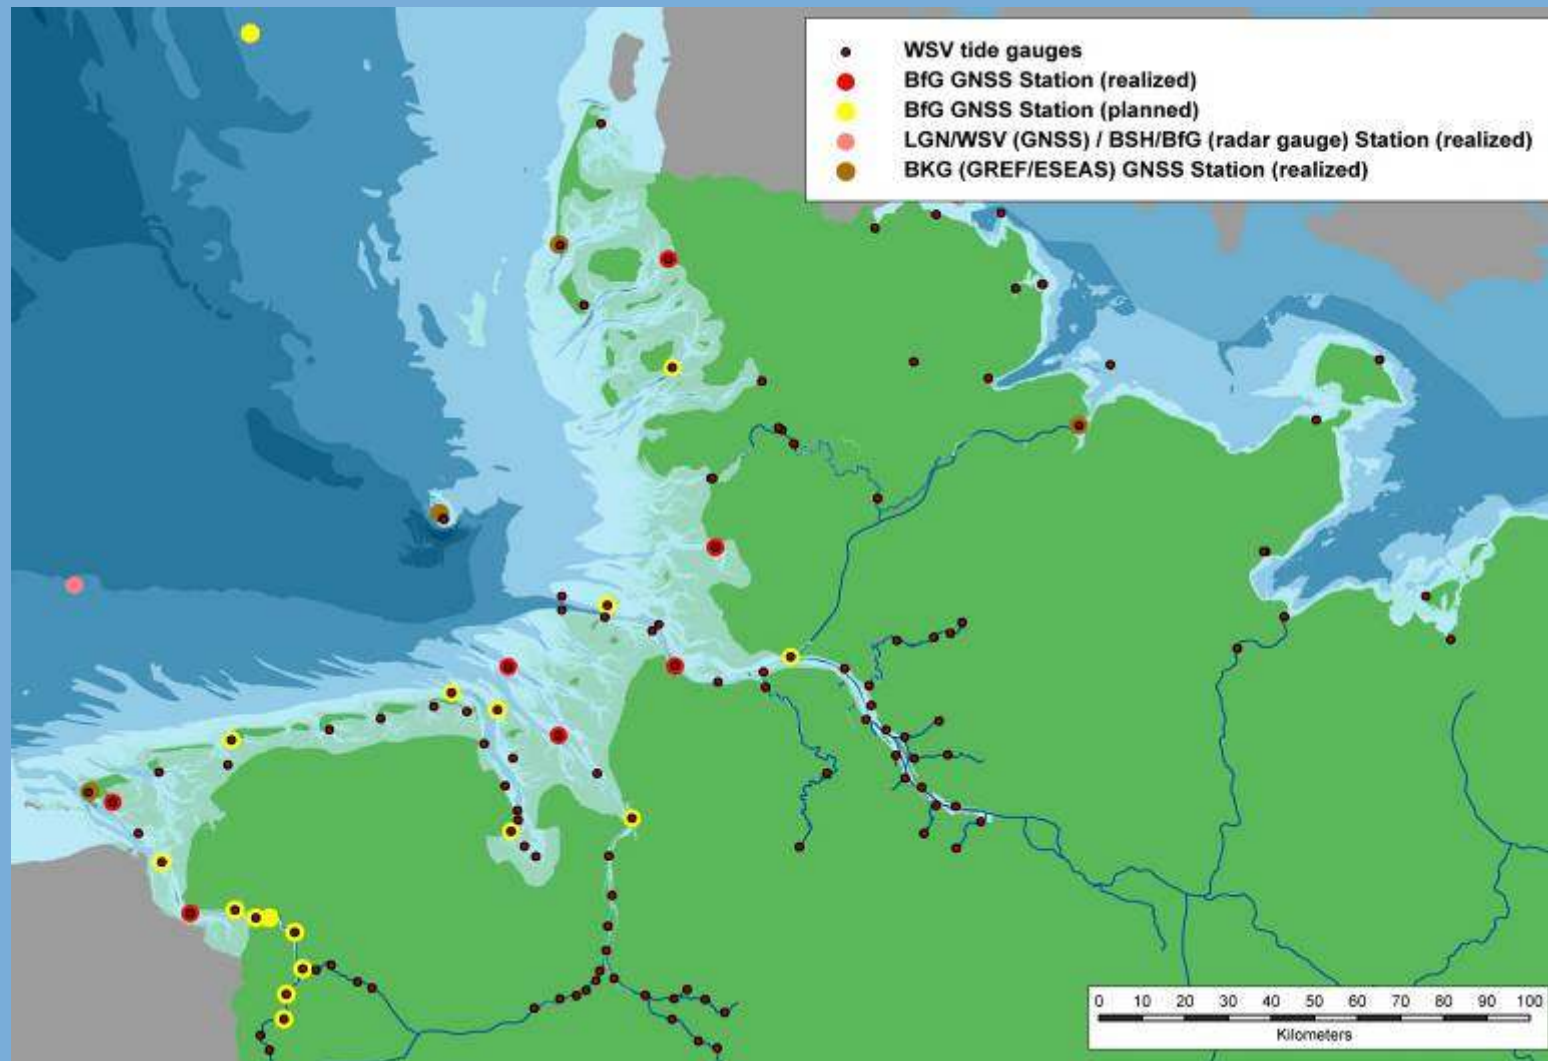 WSV tide gauges
BfG GNSS Station (realized)
BfG GNSS Station (planned)
LGN/WSV (GNSS) / BSH/BfG (radar gauge) Station (realized)
BKG (GREF/ESEAS) GNSS Station (realized)
0 10 20 30 40 50 60 70 80 90 100
Kilometers